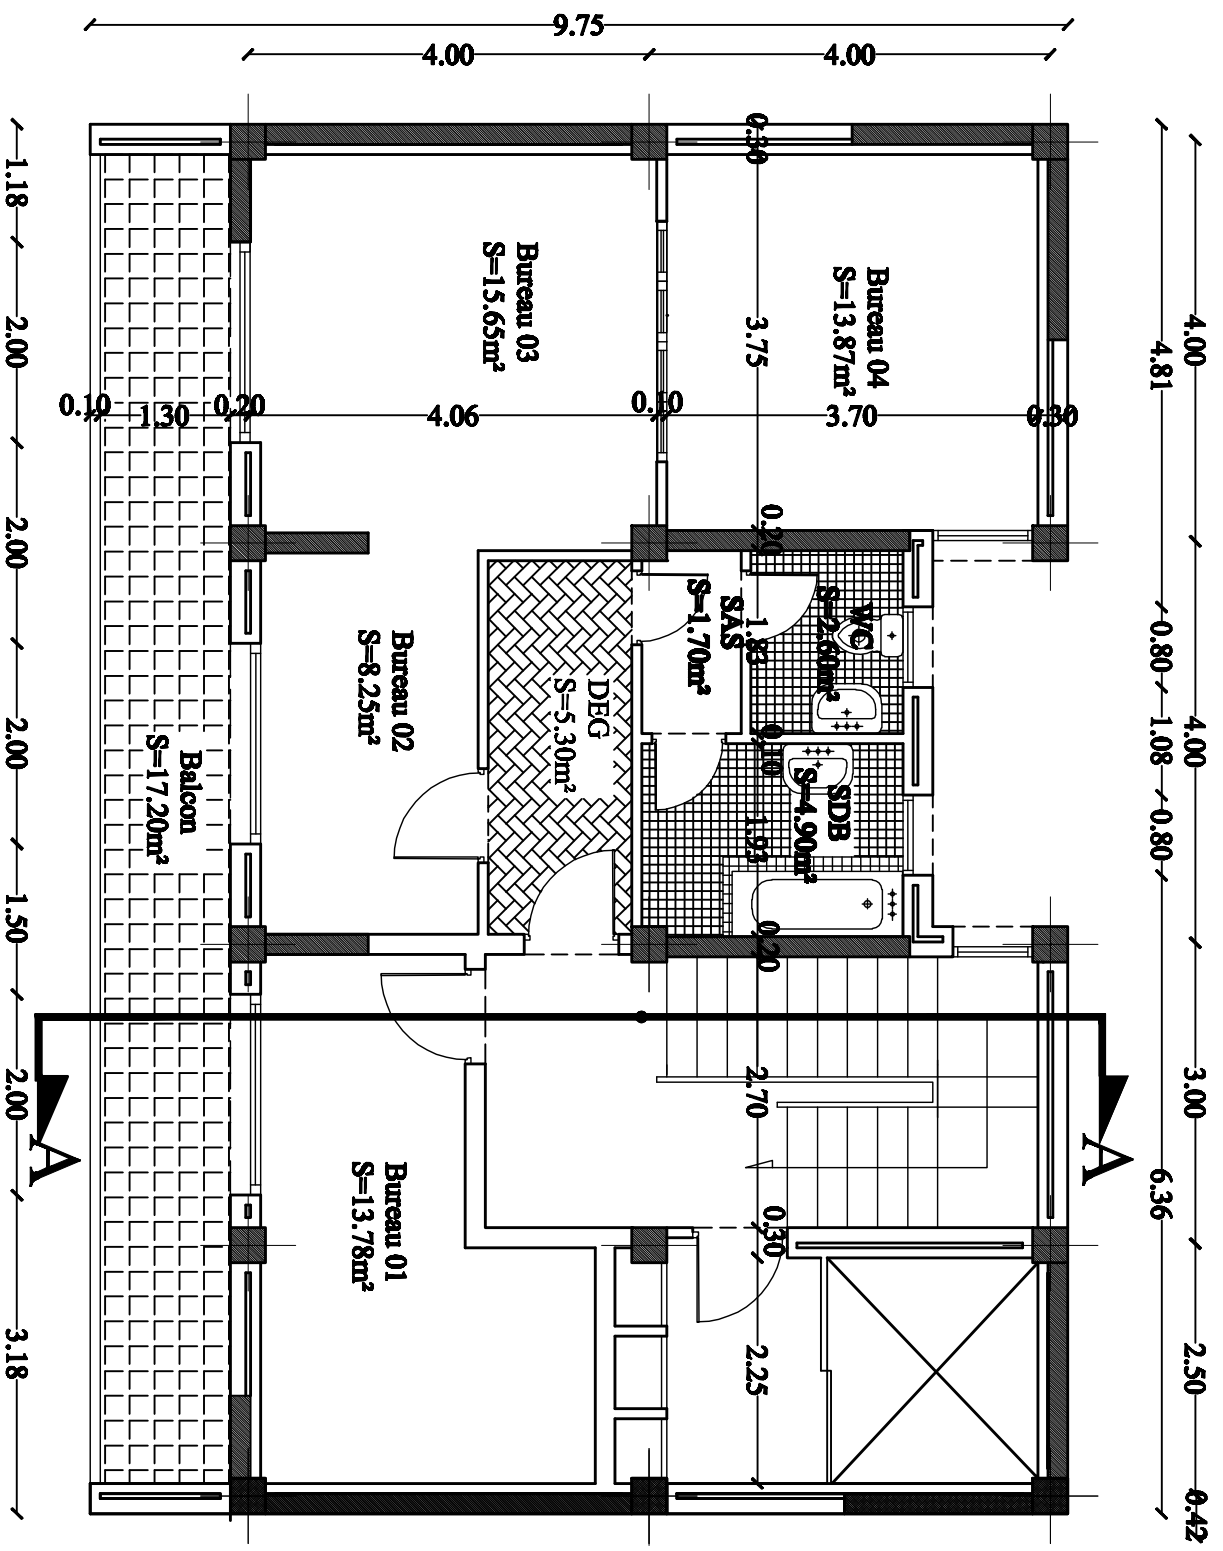 9.75
4.00
4.00
0.30
Bureau 03
S=15.65m²
Bureau 04
S=13.87m²
3.75
0.10
1.30
0.20
4.06
0.10
3.70
0.30
1.18
2.00
2.00
2.00
1.50
2.00
3.18
4.00
4.81
0.80
4.00
1.08
0.80
3.00
6.36
2.50
0.42
0.20
WC
S=2.60m²
SAS
S=1.70m²
1.83
DEG
S=5.30m²
Bureau 02
S=8.25m²
0.10
SDB
S=4.90m²
1.93
Balcon
S=17.20m²
0.20
2.70
A
A
Bureau 01
S=13.78m²
0.30
2.25